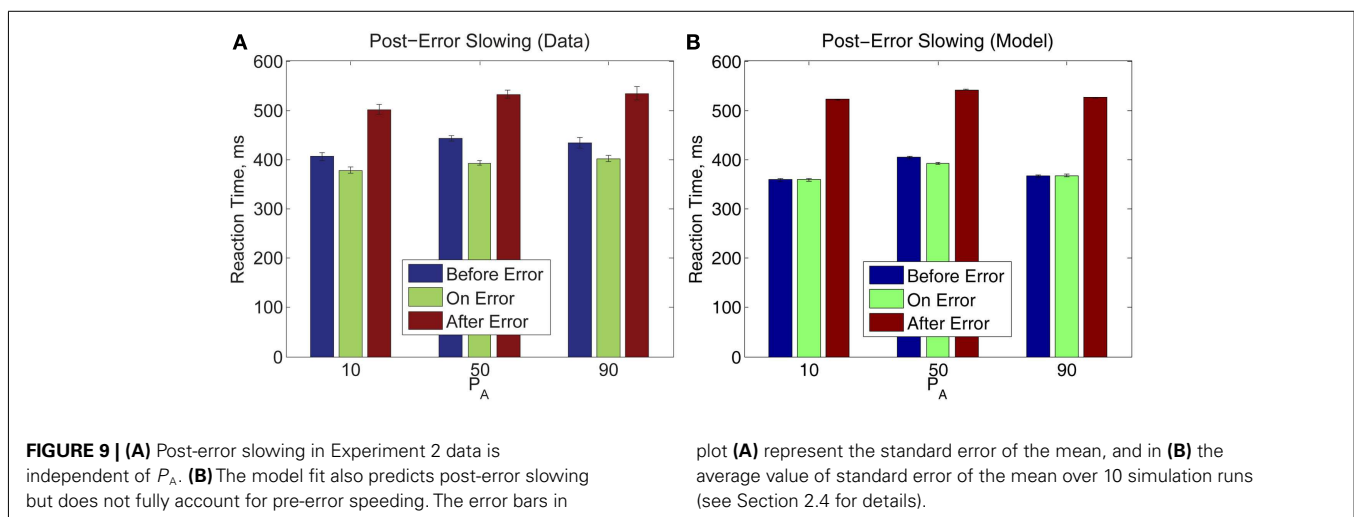 A
Post−Error Slowing (Data)
600
500
400
300
200
100
0
Reaction Time, ms
Before Error
On Error
After Error
10
50
90
P_A
B
Post−Error Slowing (Model)
600
500
400
300
200
100
0
Reaction Time, ms
Before Error
On Error
After Error
10
50
90
P_A
FIGURE 9 | (A) Post-error slowing in Experiment 2 data is
independent of P_A. (B) The model fit also predicts post-error slowing
but does not fully account for pre-error speeding. The error bars in
plot (A) represent the standard error of the mean, and in (B) the
average value of standard error of the mean over 10 simulation runs
(see Section 2.4 for details).